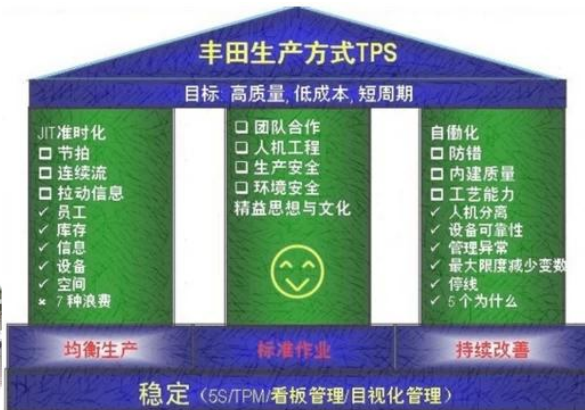 丰田生产方式TPS
目标: 高质量, 低成本, 短周期
JIT准时化
☐ 节拍
☐ 连续流
☐ 拉动信息
✓ 员工
✓ 库存
✓ 信息
✓ 设备
✓ 空间
× 7种浪费
☐ 团队合作
☐ 人机工程
☐ 生产安全
☐ 环境安全
精益思想与文化
自働化
☐ 防错
☐ 内建质量
☐ 工艺能力
✓ 人机分离
✓ 设备可靠性
✓ 管理异常
✓ 最大限度减少变数
✓ 停线
✓ 5个为什么
均衡生产
标准作业
持续改善
稳定（5S/TPM/看板管理/目视化管理）